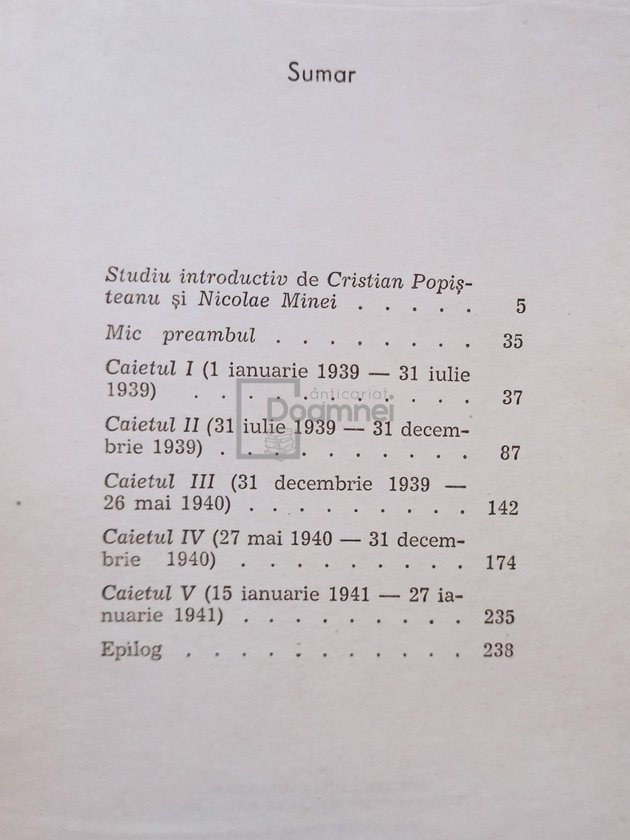 Sumar
Studiu introductiv de Cristian Popiș-
teanu și Nicolae Minei . . . . . 5
Mic preambul . . . . . . . . 35
Caietul I (1 ianuarie 1939 — 31 iulie
1939) . . . . . . . . . . . 37
anticariat
Doamnei
Caietul II (31 iulie 1939 — 31 decem-
brie 1939) . . . . . . . . . . 87
Caietul III (31 decembrie 1939 —
26 mai 1940) . . . . . . . . . 142
Caietul IV (27 mai 1940 — 31 decem-
brie 1940) . . . . . . . . . 174
Caietul V (15 ianuarie 1941 — 27 ia-
nuarie 1941) . . . . . . . . . 235
Epilog . . . . . . . . . . . 238